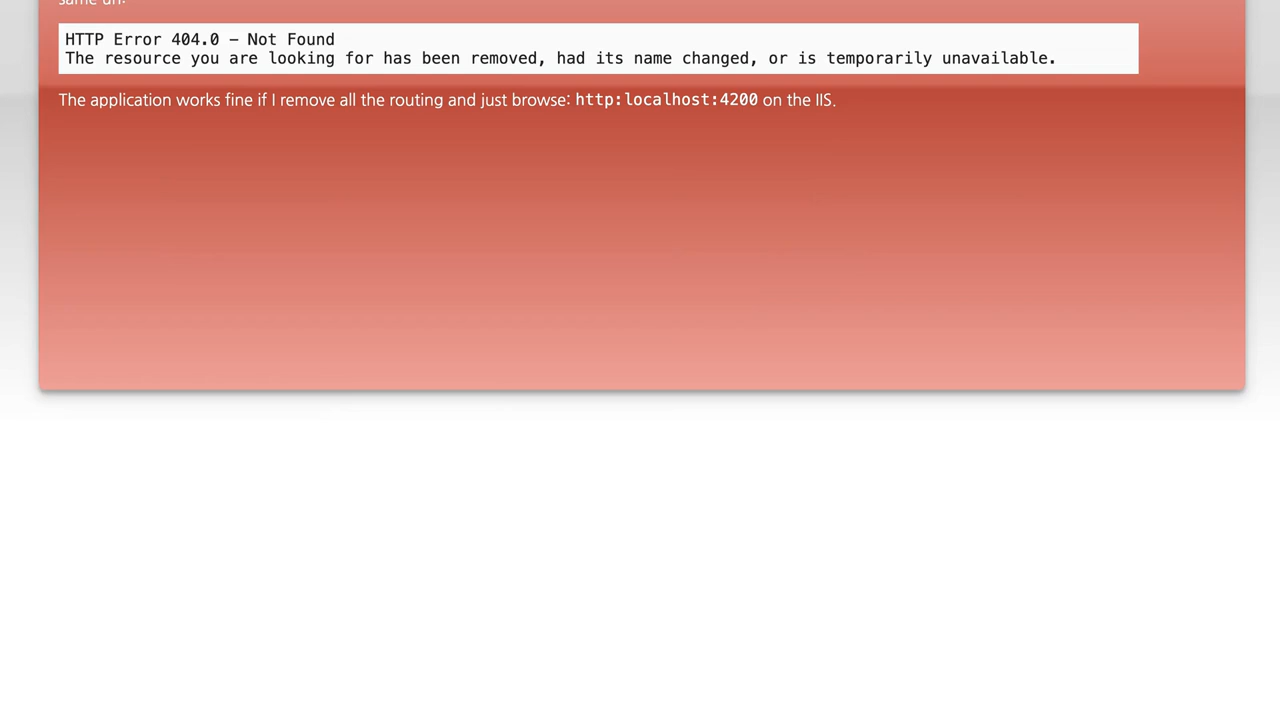 same url:
HTTP Error 404.0 – Not Found
The resource you are looking for has been removed, had its name changed, or is temporarily unavailable.
The application works fine if I remove all the routing and just browse: http:localhost:4200 on the IIS.